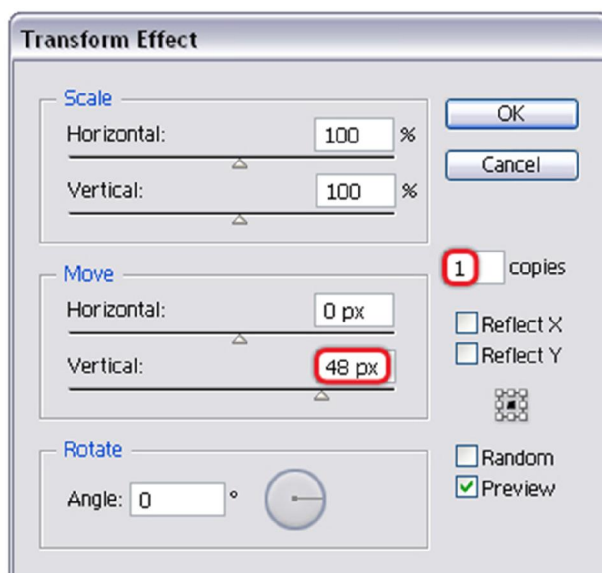 Transform Effect
Scale
Horizontal: 100 %
Vertical: 100 %
OK
Cancel
Move
Horizontal: 0 px
Vertical: 48 px
1 copies
Reflect X
Reflect Y
Rotate
Angle: 0 °
Random
Preview